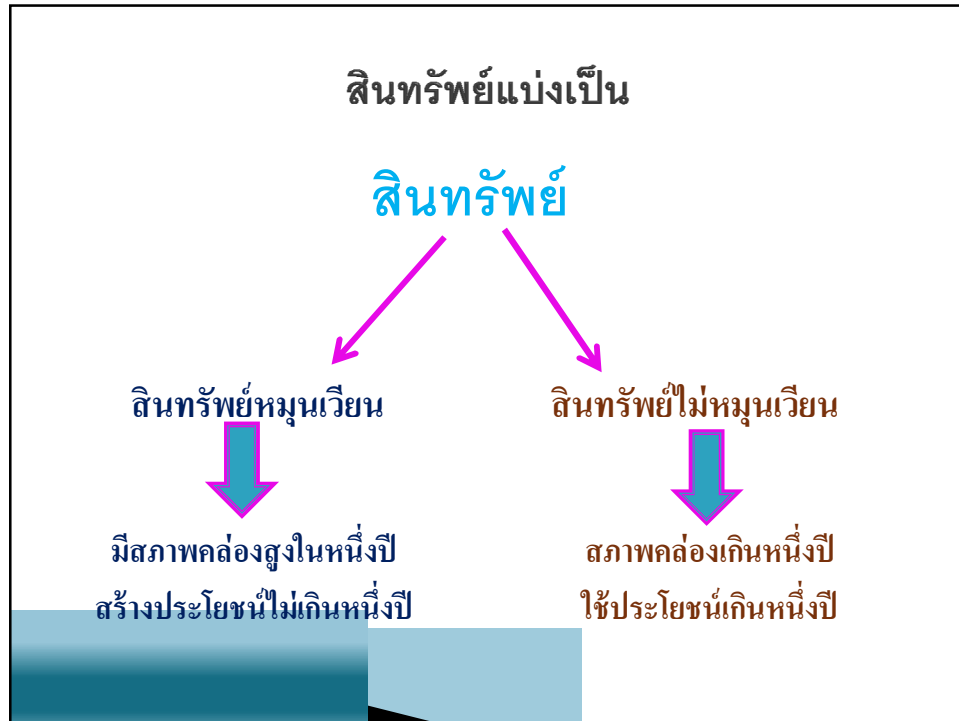 สินทรัพย์แบ่งเป็น
สินทรัพย์
สินทรัพย์หมุนเวียน
สินทรัพย์ไม่หมุนเวียน
มีสภาพคล่องสูงในหนึ่งปี
สร้างประโยชน์ไม่เกินหนึ่งปี
สภาพคล่องเกินหนึ่งปี
ใช้ประโยชน์เกินหนึ่งปี